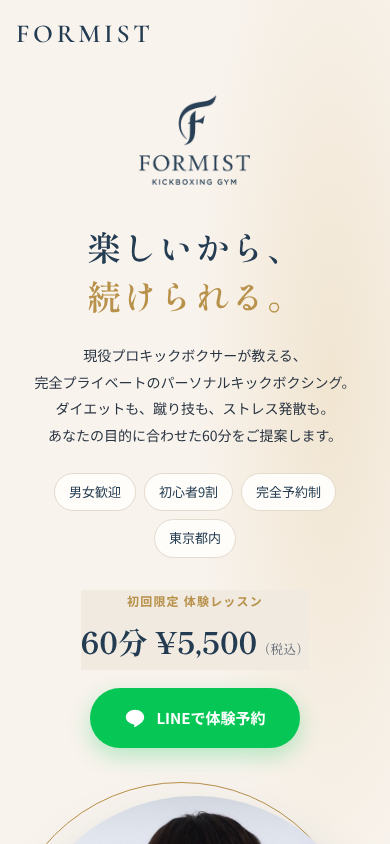 FORMIST
F
FORMIST
KICKBOXING GYM
楽しいから、
続けられる。
現役プロキックボクサーが教える、
完全プライベートのパーソナルキックボクシング。
ダイエットも、蹴り技も、ストレス発散も。
あなたの目的に合わせた60分をご提案します。
男女歓迎
初心者9割
完全予約制
東京都内
初回限定 体験レッスン
60分 ¥5,500（税込）
LINEで体験予約